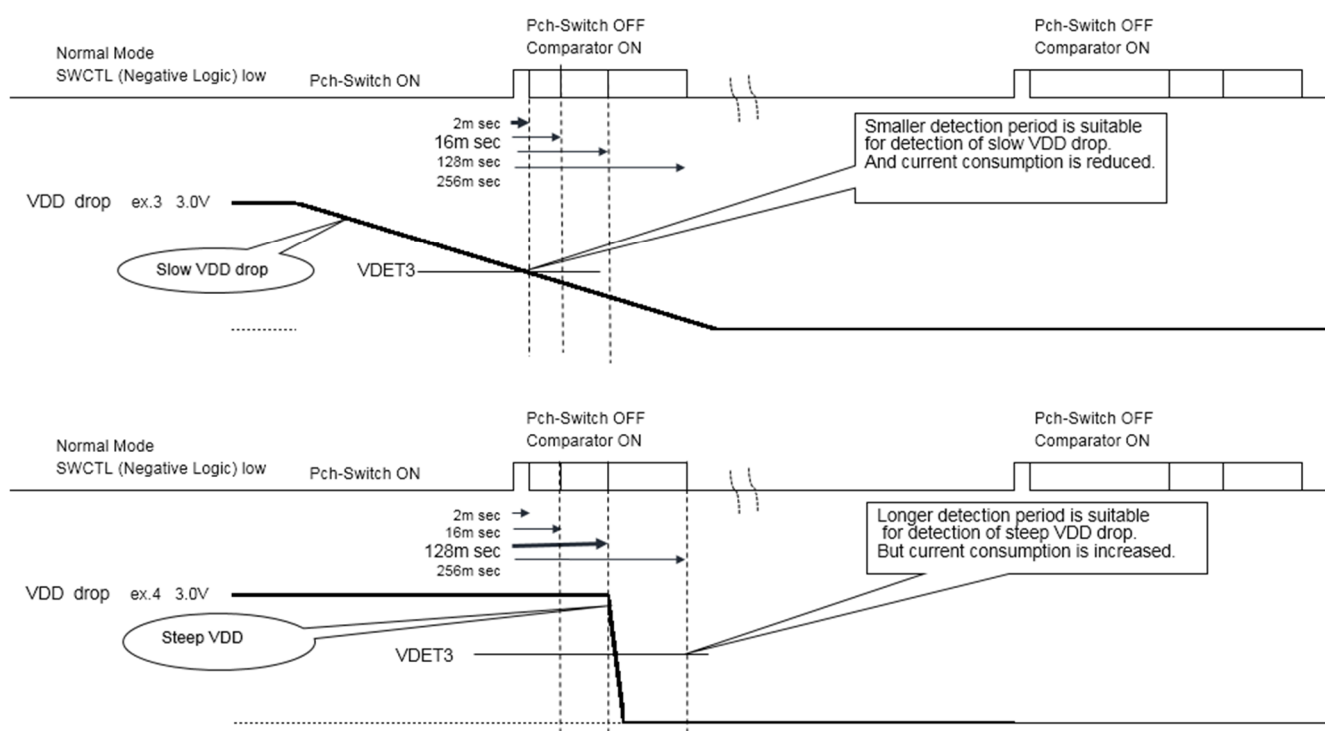 Pch-Switch OFF
Comparator ON
Pch-Switch OFF
Comparator ON
Normal Mode
SWCTL (Negative Logic) low
Pch-Switch ON
2m sec
16m sec
128m sec
256m sec
Smaller detection period is suitable
for detection of slow VDD drop.
And current consumption is reduced.
VDD drop ex.3 3.0V
Slow VDD drop
VDET3
Pch-Switch OFF
Comparator ON
Pch-Switch OFF
Comparator ON
Normal Mode
SWCTL (Negative Logic) low
Pch-Switch ON
2m sec
16m sec
128m sec
256m sec
Longer detection period is suitable
for detection of steep VDD drop.
But current consumption is increased.
VDD drop ex.4 3.0V
Steep VDD
VDET3